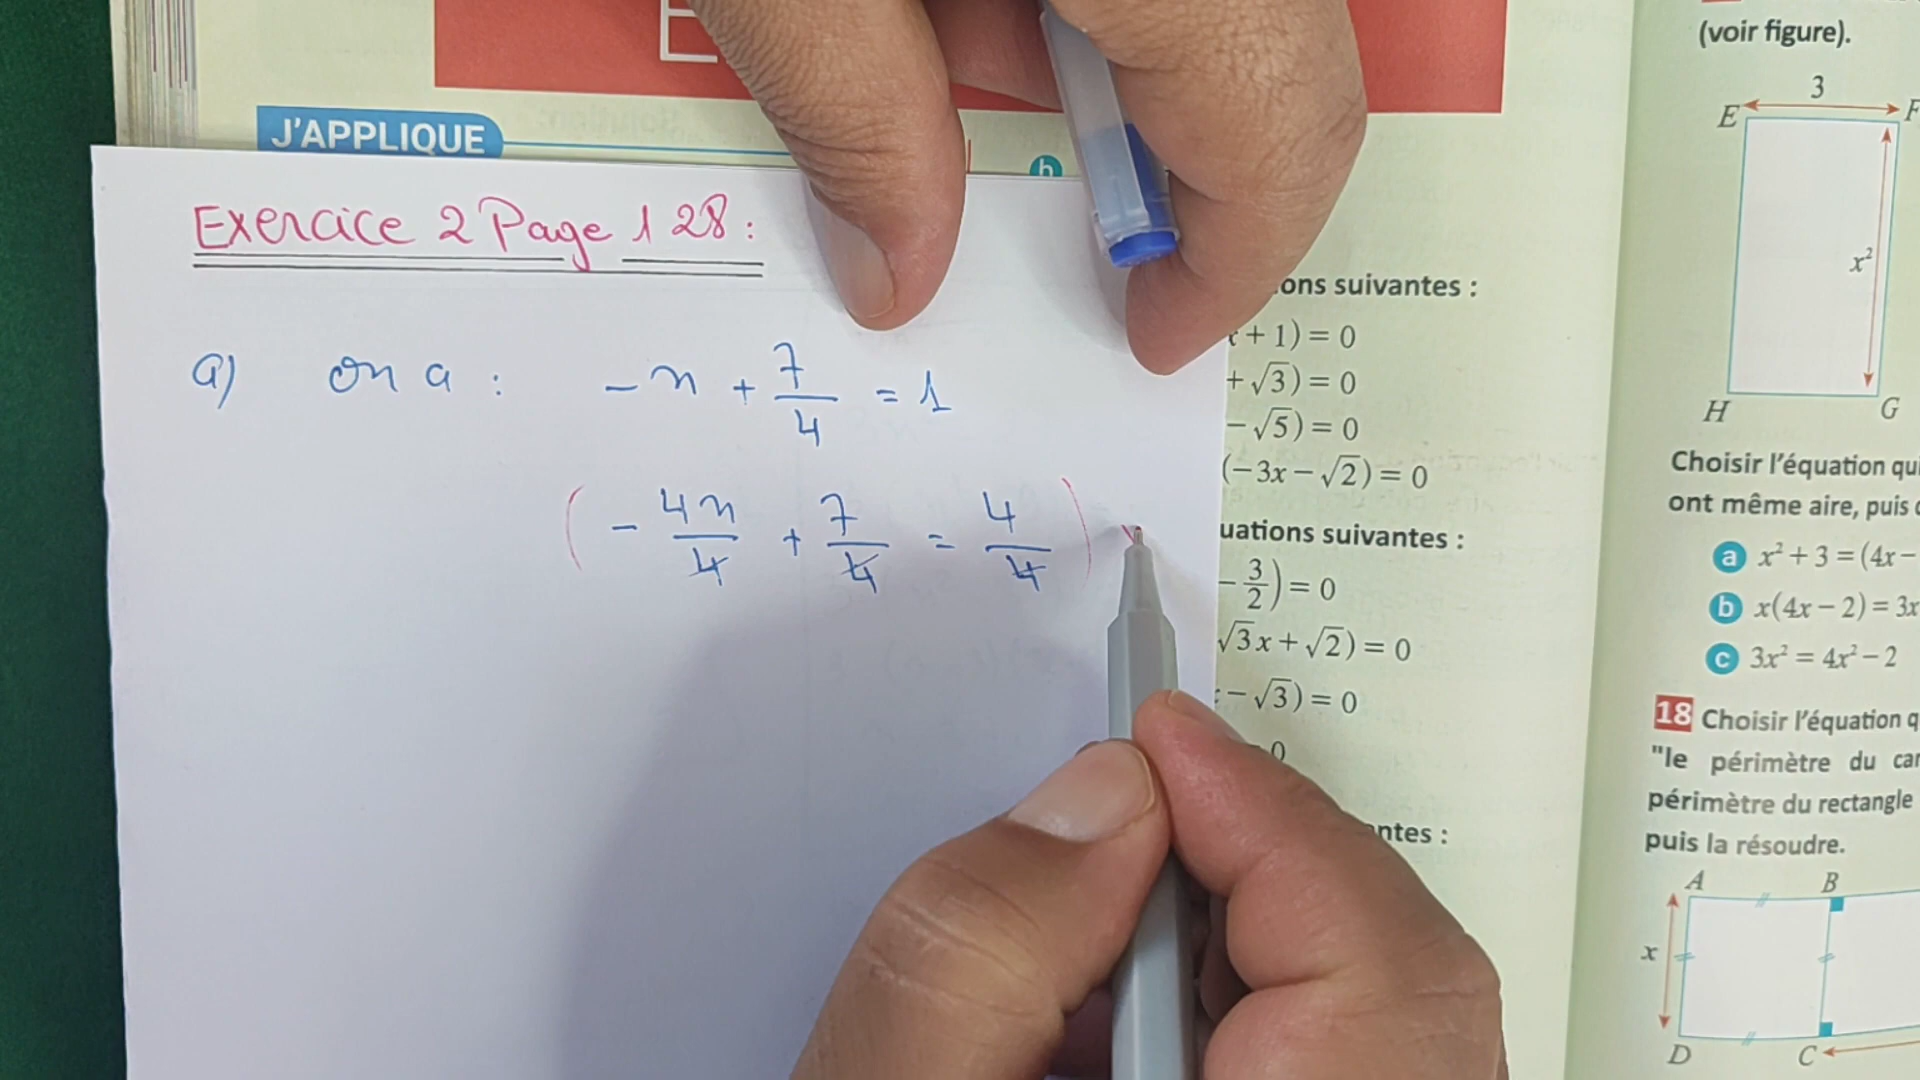 J'APPLIQUE
h
Exercice 2 Page 128 :
a) on a : -x + 7/4 = 1
( - 4x/4 + 7/4 = 4/4 ) ×
ons suivantes :
+ 1) = 0
+ √3) = 0
- √5) = 0
(-3x - √2) = 0
uations suivantes :
- 3/2) = 0
√3x + √2) = 0
- √3) = 0
0
ntes :
(voir figure).
3
E
F
x²
H
G
Choisir l'équation qu
ont même aire, puis
a x² + 3 = (4x -
b x(4x - 2) = 3x
c 3x² = 4x² - 2
18 Choisir l'équation q
"le périmètre du car
périmètre du rectangle
puis la résoudre.
A
B
x
D
C